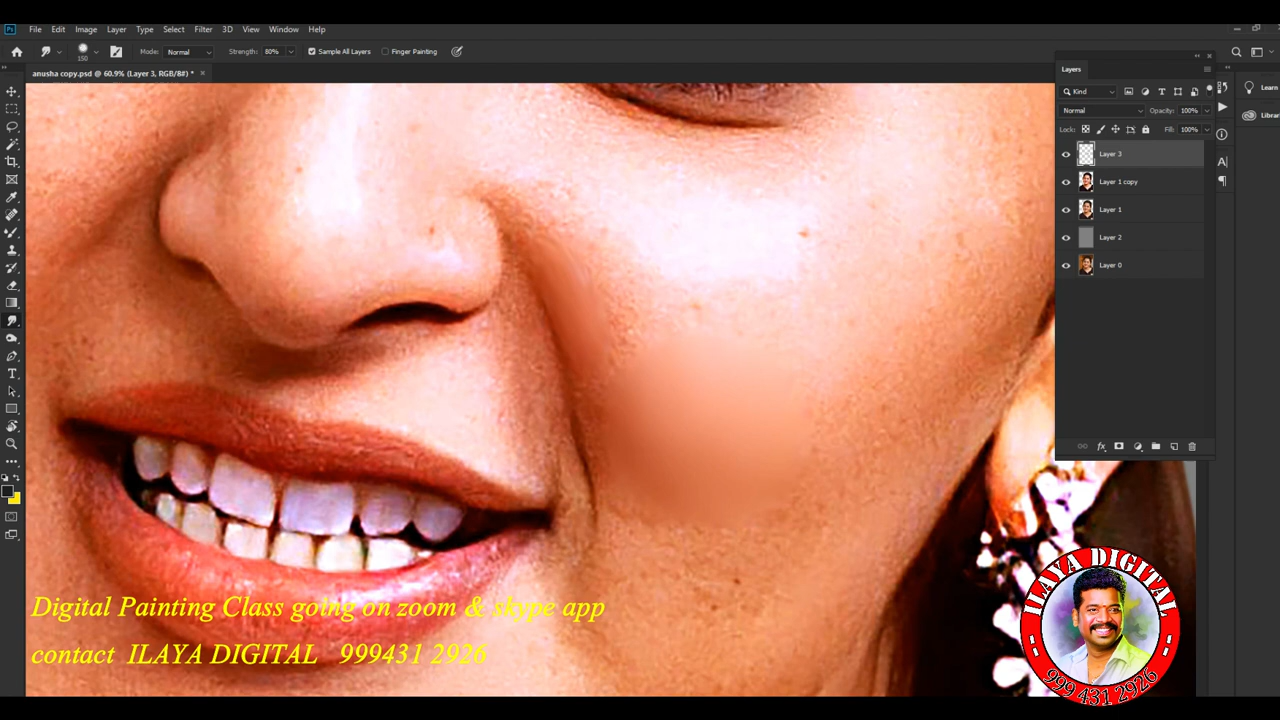 File Edit Image Layer Type Select Filter 3D View Window Help
150 Mode: Normal Strength: 80% Sample All Layers Finger Painting
anusha copy.psd @ 60.9% (Layer 3, RGB/8#) * ×
Layers
Kind
Normal Opacity: 100%
Lock: Fill: 100%
Layer 3
Layer 1 copy
Layer 1
Layer 2
Layer 0
Learn
Digital Painting Class going on zoom & skype app
contact ILAYA DIGITAL 999431 2926
ILAYA DIGITAL
999 431 2926